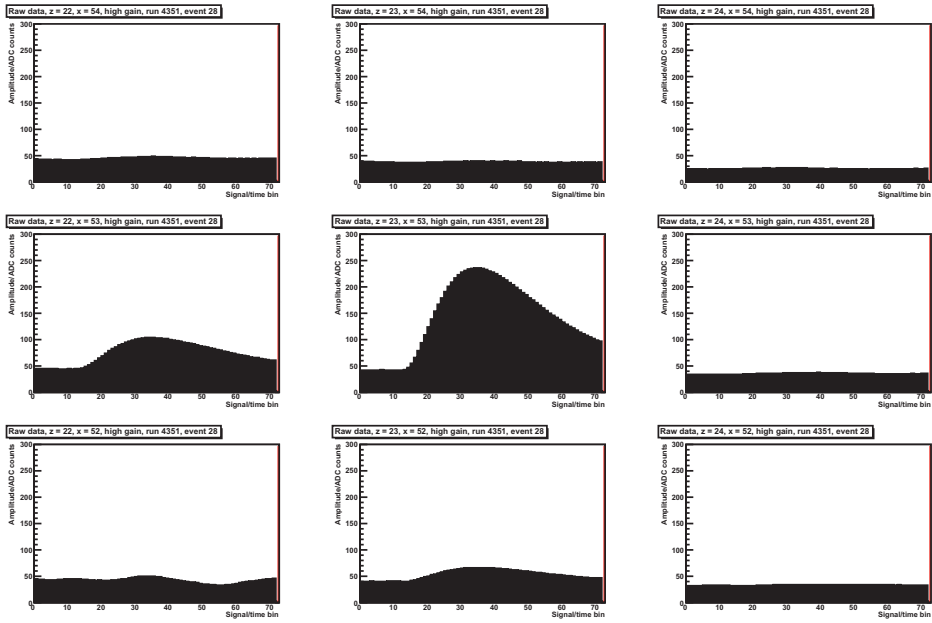 Raw data, z = 22, x = 54, high gain, run 4351, event 28
Amplitude/ADC counts
300
250
200
150
100
50
0
0 10 20 30 40 50 60 70
Signal/time bin
Raw data, z = 23, x = 54, high gain, run 4351, event 28
Amplitude/ADC counts
300
250
200
150
100
50
0
0 10 20 30 40 50 60 70
Signal/time bin
Raw data, z = 24, x = 54, high gain, run 4351, event 28
Amplitude/ADC counts
300
250
200
150
100
50
0
0 10 20 30 40 50 60 70
Signal/time bin
Raw data, z = 22, x = 53, high gain, run 4351, event 28
Amplitude/ADC counts
300
250
200
150
100
50
0
0 10 20 30 40 50 60 70
Signal/time bin
Raw data, z = 23, x = 53, high gain, run 4351, event 28
Amplitude/ADC counts
300
250
200
150
100
50
0
0 10 20 30 40 50 60 70
Signal/time bin
Raw data, z = 24, x = 53, high gain, run 4351, event 28
Amplitude/ADC counts
300
250
200
150
100
50
0
0 10 20 30 40 50 60 70
Signal/time bin
Raw data, z = 22, x = 52, high gain, run 4351, event 28
Amplitude/ADC counts
300
250
200
150
100
50
0
0 10 20 30 40 50 60 70
Signal/time bin
Raw data, z = 23, x = 52, high gain, run 4351, event 28
Amplitude/ADC counts
300
250
200
150
100
50
0
0 10 20 30 40 50 60 70
Signal/time bin
Raw data, z = 24, x = 52, high gain, run 4351, event 28
Amplitude/ADC counts
300
250
200
150
100
50
0
0 10 20 30 40 50 60 70
Signal/time bin